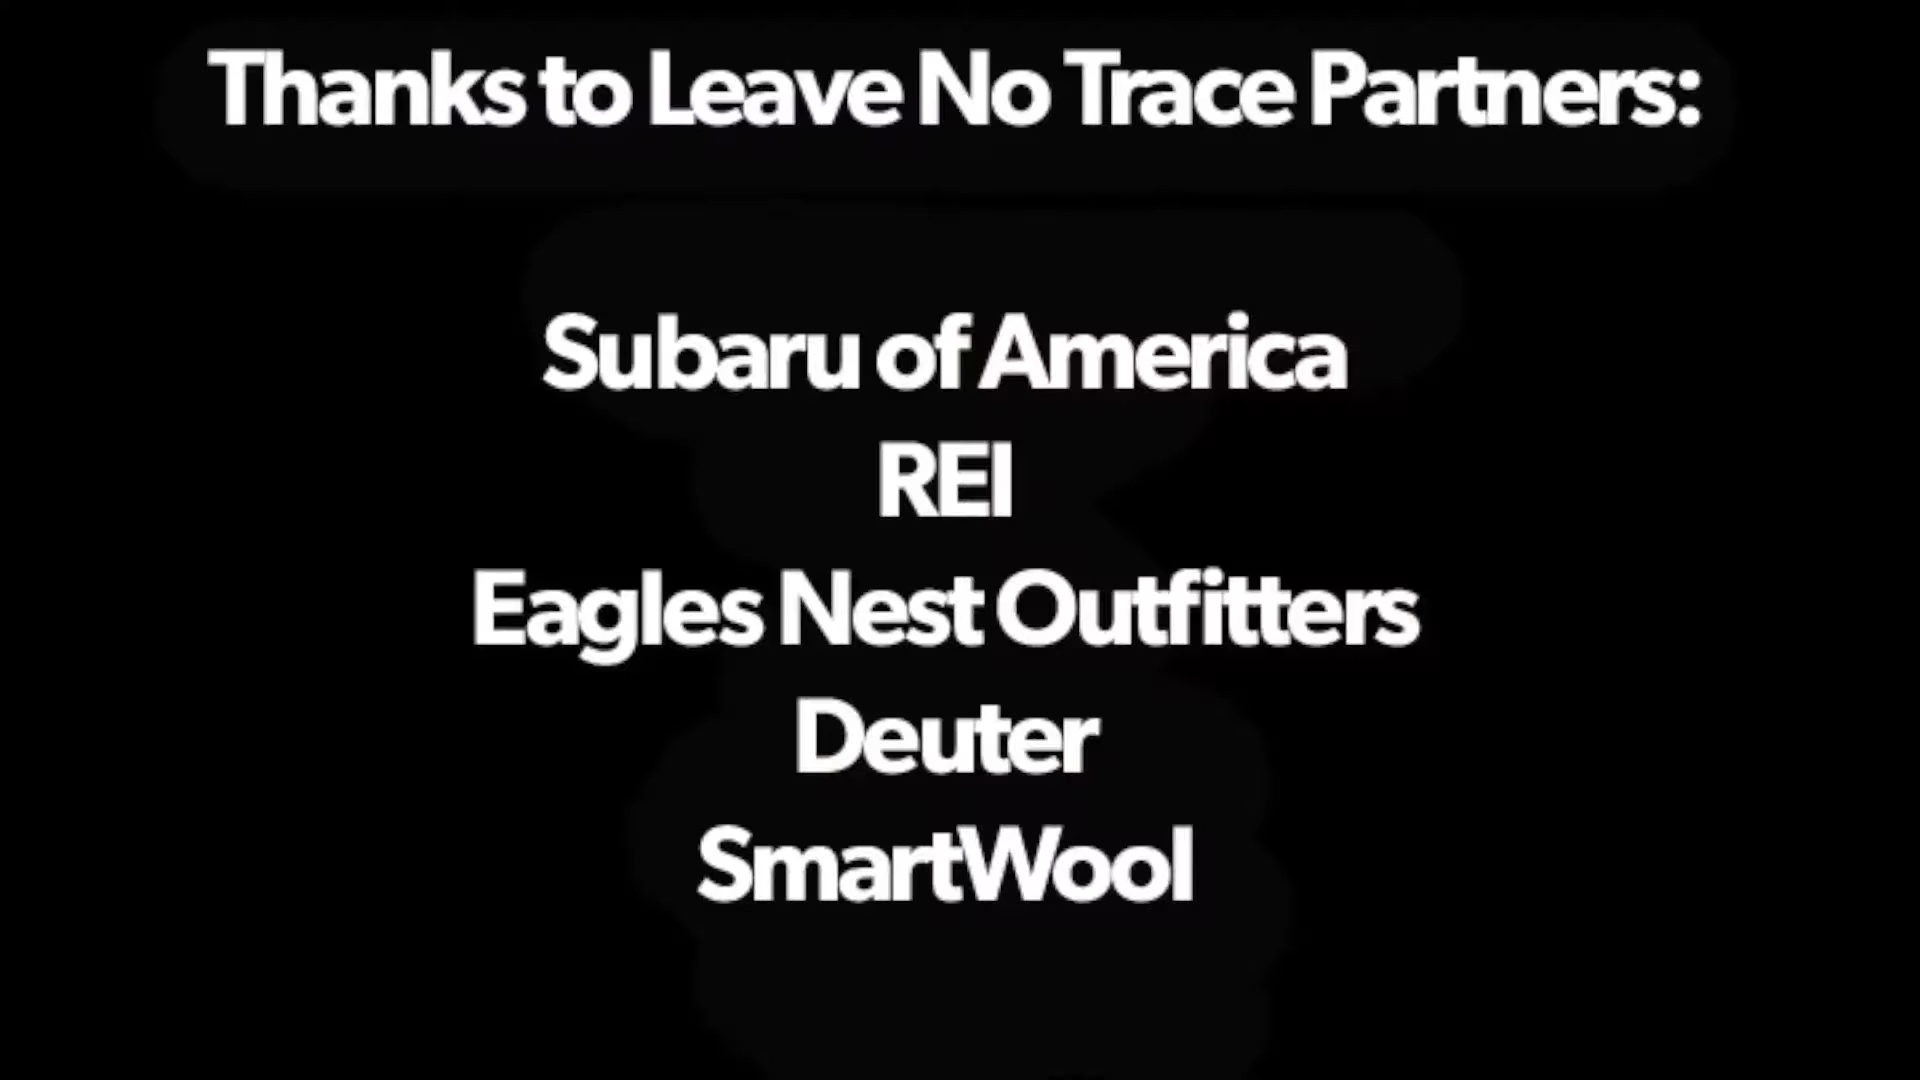 Thanks to Leave No Trace Partners:
Subaru of America
REI
Eagles Nest Outfitters
Deuter
SmartWool